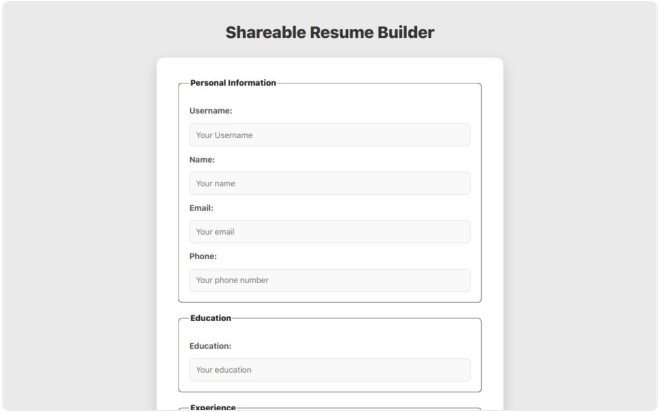 Shareable Resume Builder
Personal Information
Username:
Your Username
Name:
Your name
Email:
Your email
Phone:
Your phone number
Education
Education:
Your education
Experience